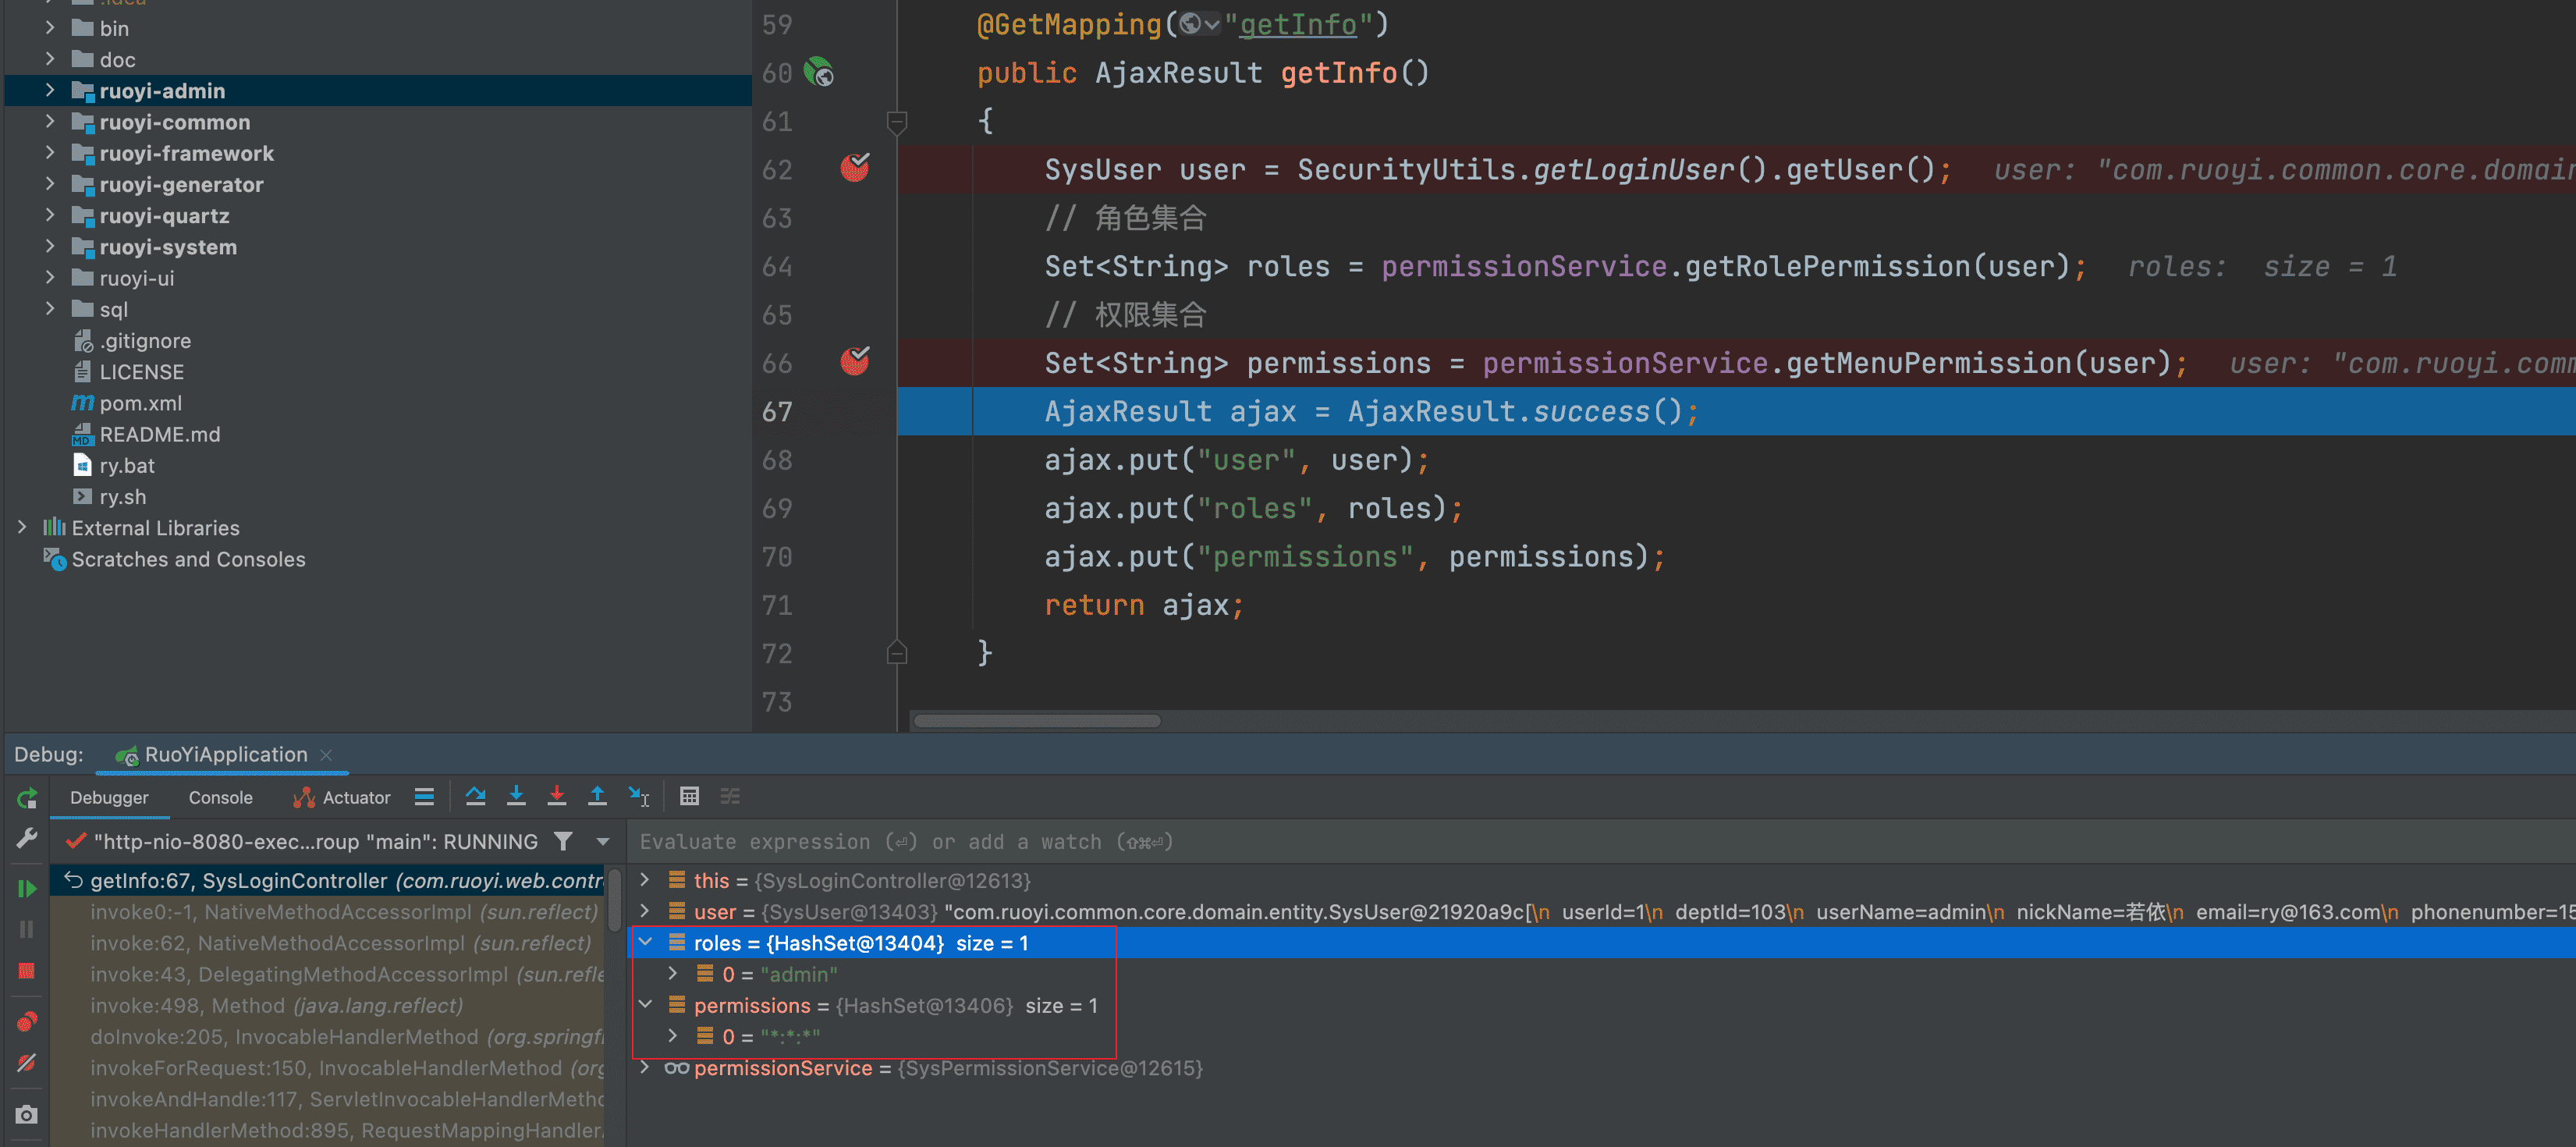 .idea
bin
doc
ruoyi-admin
ruoyi-common
ruoyi-framework
ruoyi-generator
ruoyi-quartz
ruoyi-system
ruoyi-ui
sql
.gitignore
LICENSE
pom.xml
README.md
ry.bat
ry.sh
External Libraries
Scratches and Consoles
59 @GetMapping("getInfo")
60 public AjaxResult getInfo()
61 {
62 SysUser user = SecurityUtils.getLoginUser().getUser(); user: "com.ruoyi.common.core.domain
63 // 角色集合
64 Set<String> roles = permissionService.getRolePermission(user); roles: size = 1
65 // 权限集合
66 Set<String> permissions = permissionService.getMenuPermission(user); user: "com.ruoyi.comm
67 AjaxResult ajax = AjaxResult.success();
68 ajax.put("user", user);
69 ajax.put("roles", roles);
70 ajax.put("permissions", permissions);
71 return ajax;
72 }
73
Debug: RuoYiApplication
Debugger Console Actuator
"http-nio-8080-exec...roup "main": RUNNING
Evaluate expression (⏎) or add a watch (⇧⌘⏎)
getInfo:67, SysLoginController (com.ruoyi.web.contr
invoke0:-1, NativeMethodAccessorImpl (sun.reflect)
invoke:62, NativeMethodAccessorImpl (sun.reflect)
invoke:43, DelegatingMethodAccessorImpl (sun.refle
invoke:498, Method (java.lang.reflect)
doInvoke:205, InvocableHandlerMethod (org.springf
invokeForRequest:150, InvocableHandlerMethod (org
invokeAndHandle:117, ServletInvocableHandlerMetho
invokeHandlerMethod:895, RequestMappingHandlerA
this = {SysLoginController@12613}
user = {SysUser@13403} "com.ruoyi.common.core.domain.entity.SysUser@21920a9c[\n userId=1\n deptId=103\n userName=admin\n nickName=若依\n email=ry@163.com\n phonenumber=15
roles = {HashSet@13404} size = 1
0 = "admin"
permissions = {HashSet@13406} size = 1
0 = "*:*:*"
permissionService = {SysPermissionService@12615}